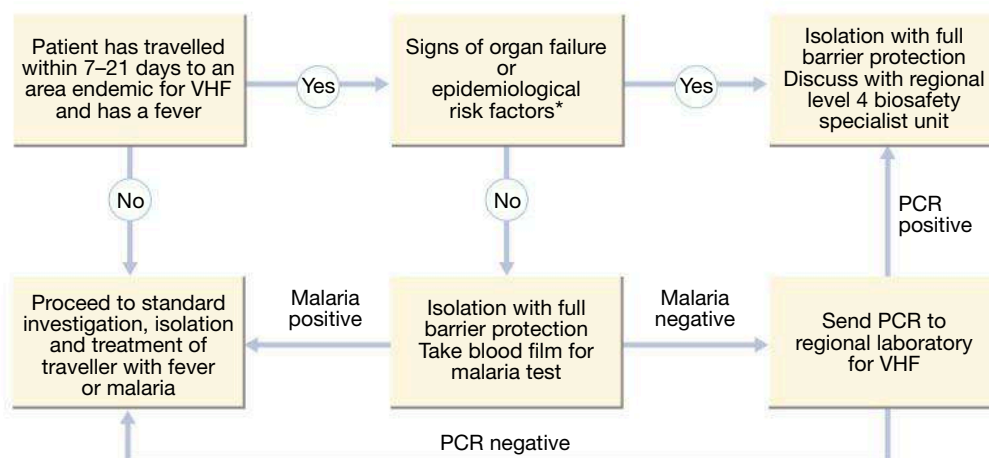 Patient has travelled
within 7–21 days to an
area endemic for VHF
and has a fever
Yes
Signs of organ failure
or
epidemiological
risk factors*
Yes
Isolation with full
barrier protection
Discuss with regional
level 4 biosafety
specialist unit
No
No
PCR
positive
Proceed to standard
investigation, isolation
and treatment of
traveller with fever
or malaria
Malaria
positive
Isolation with full
barrier protection
Take blood film for
malaria test
Malaria
negative
Send PCR to
regional laboratory
for VHF
PCR negative